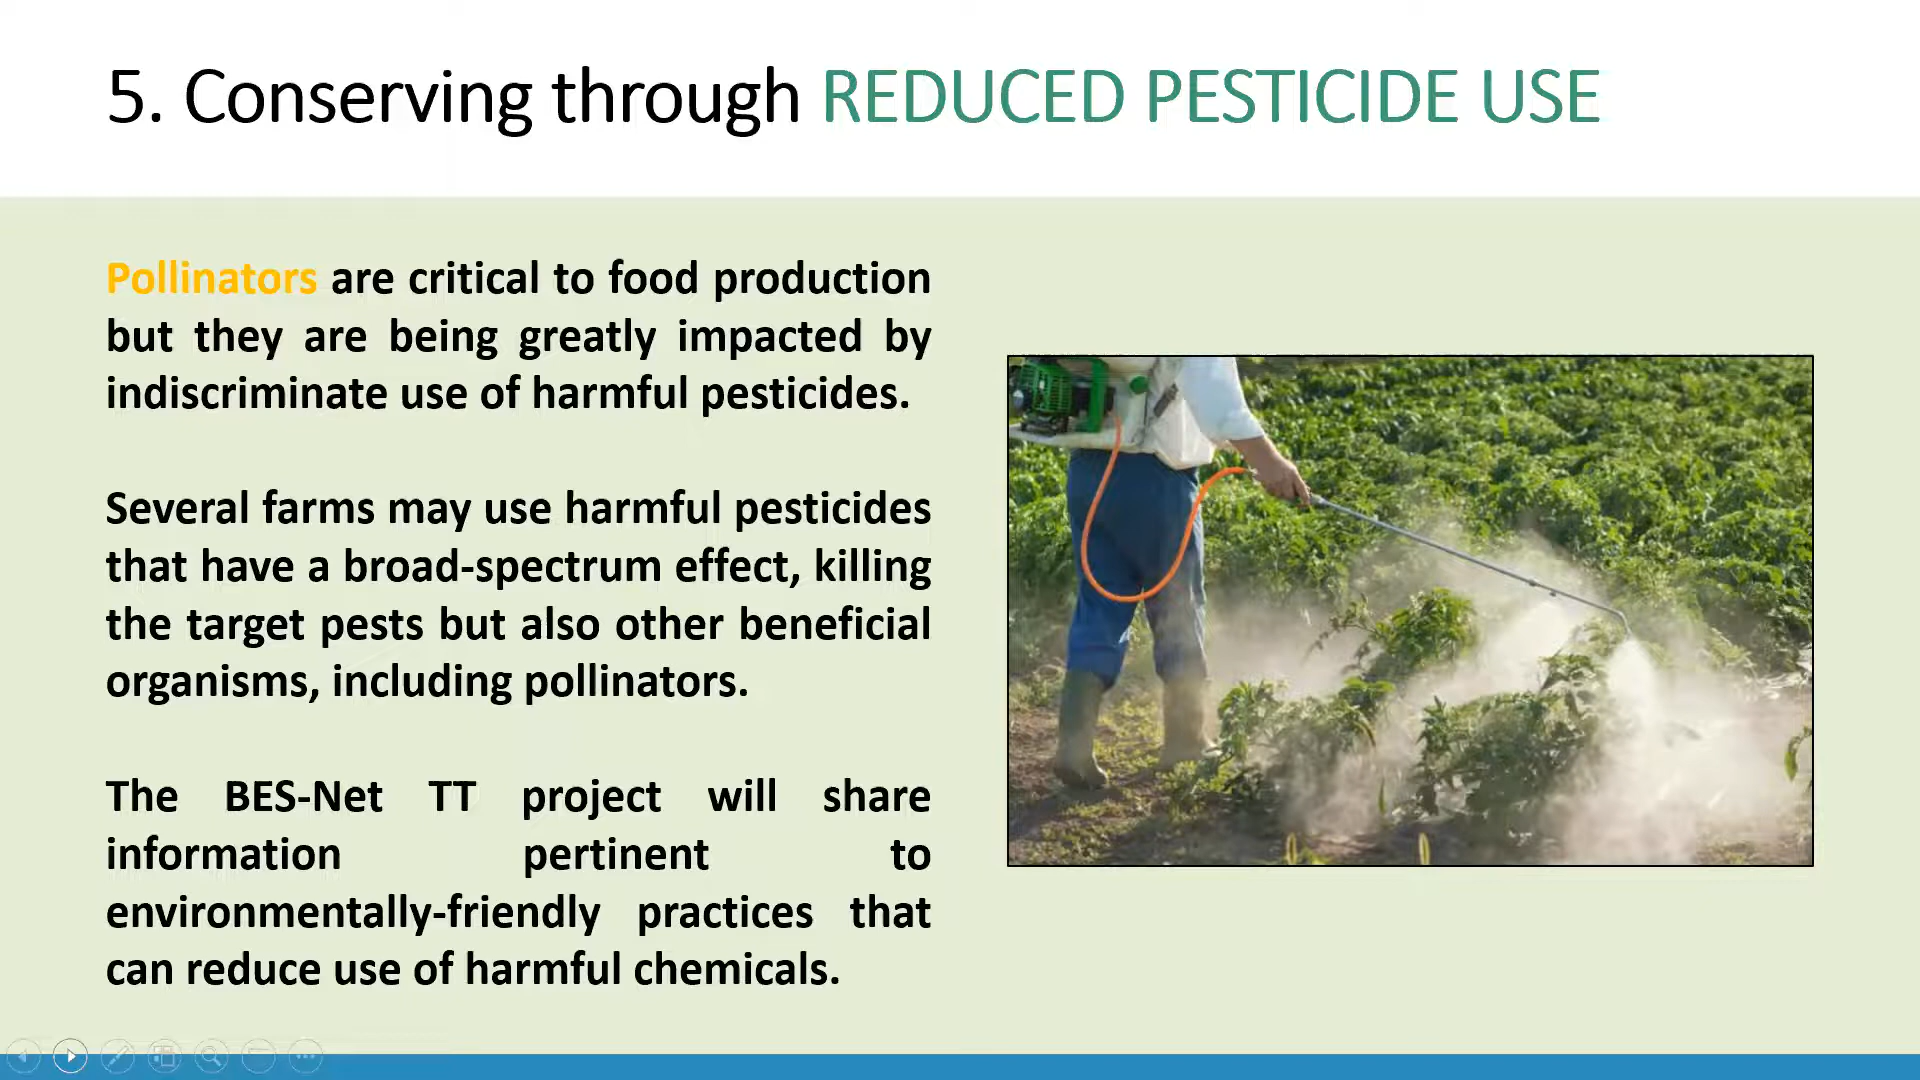 5. Conserving through REDUCED PESTICIDE USE
Pollinators are critical to food production
but they are being greatly impacted by
indiscriminate use of harmful pesticides.
Several farms may use harmful pesticides
that have a broad-spectrum effect, killing
the target pests but also other beneficial
organisms, including pollinators.
The BES-Net TT project will share
information pertinent to
environmentally-friendly practices that
can reduce use of harmful chemicals.